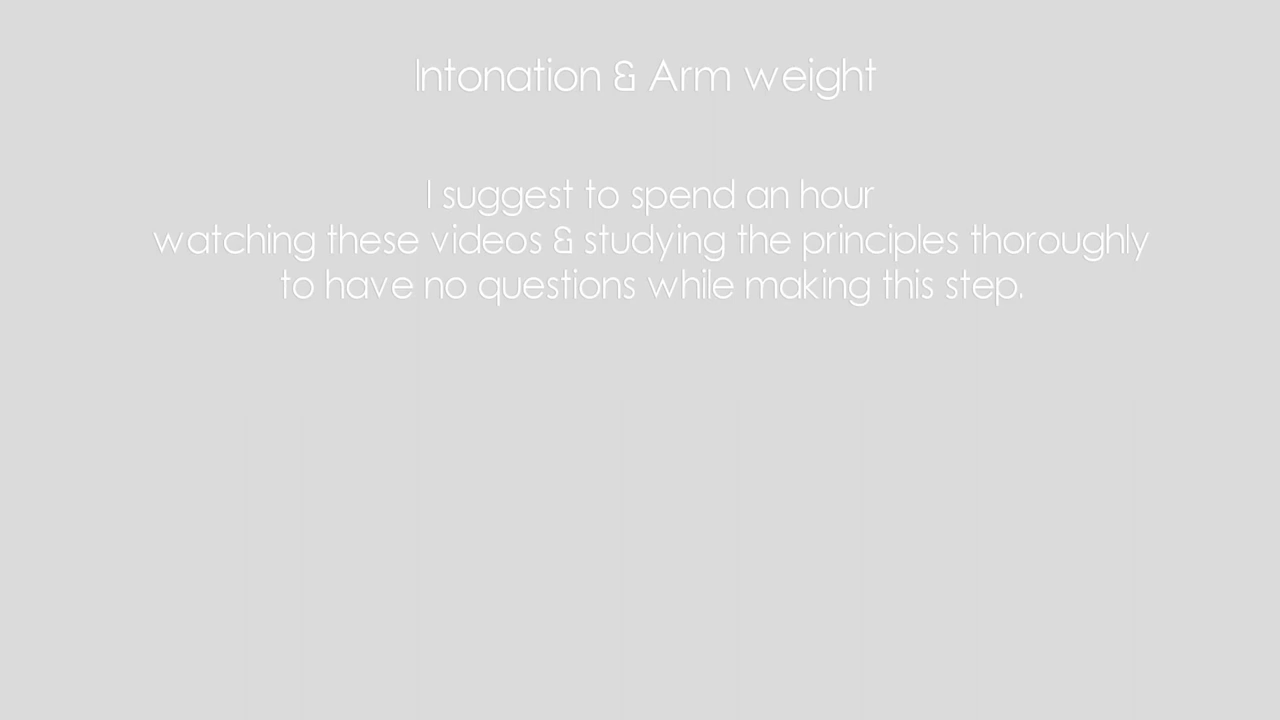 Intonation & Arm weight
I suggest to spend an hour
watching these videos & studying the principles thoroughly
to have no questions while making this step.